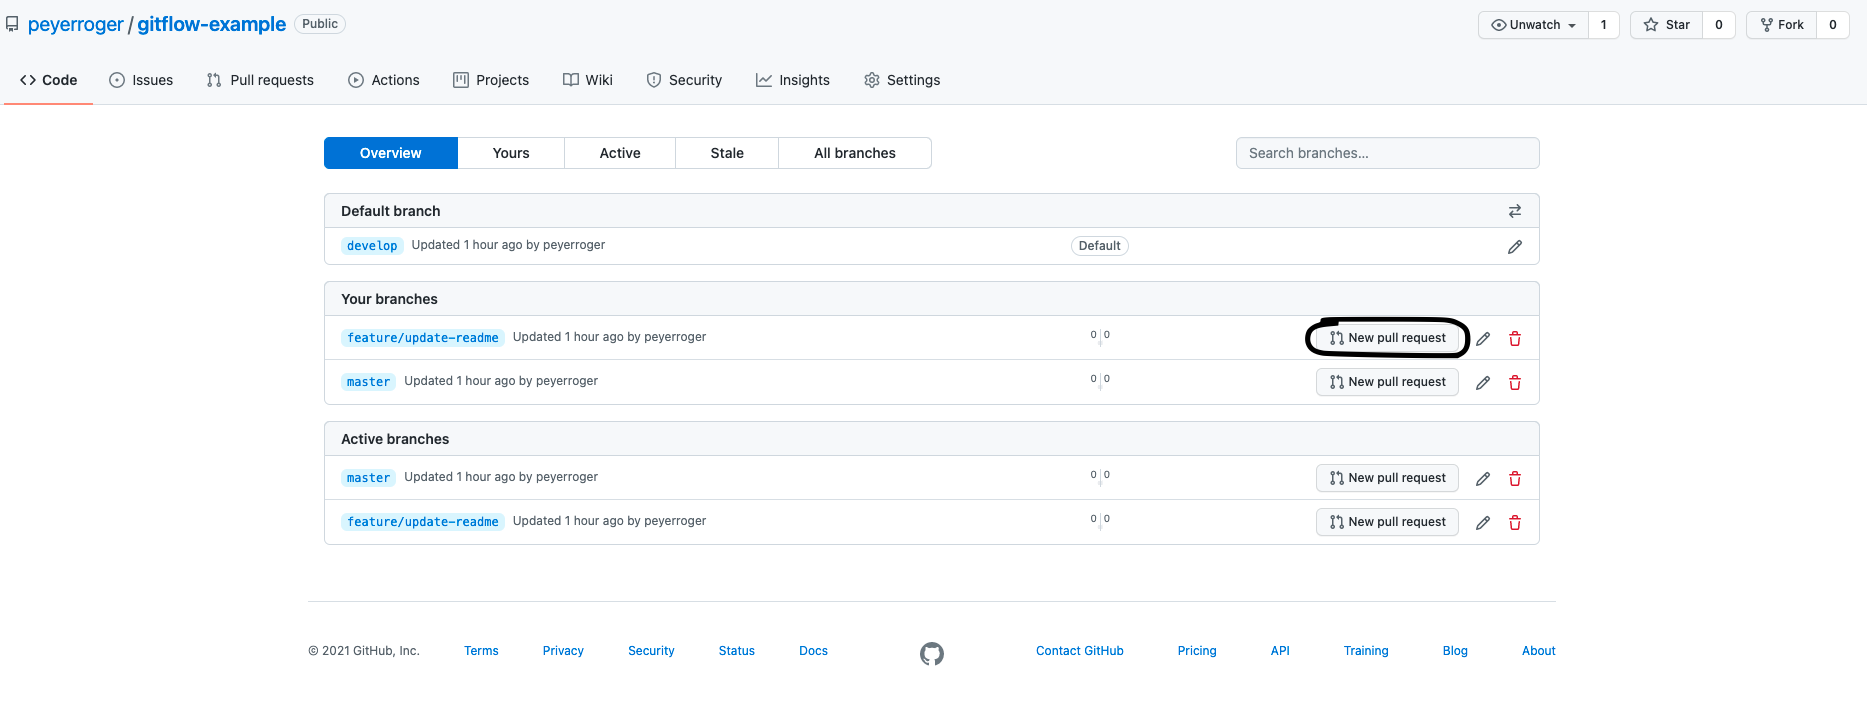 peyerroger / gitflow-example Public Unwatch 1 Star 0 Fork 0
Code Issues Pull requests Actions Projects Wiki Security Insights Settings
Overview Yours Active Stale All branches Search branches...
Default branch
develop Updated 1 hour ago by peyerroger Default
Your branches
feature/update-readme Updated 1 hour ago by peyerroger 0 0 New pull request
master Updated 1 hour ago by peyerroger 0 0 New pull request
Active branches
master Updated 1 hour ago by peyerroger 0 0 New pull request
feature/update-readme Updated 1 hour ago by peyerroger 0 0 New pull request
© 2021 GitHub, Inc. Terms Privacy Security Status Docs Contact GitHub Pricing API Training Blog About